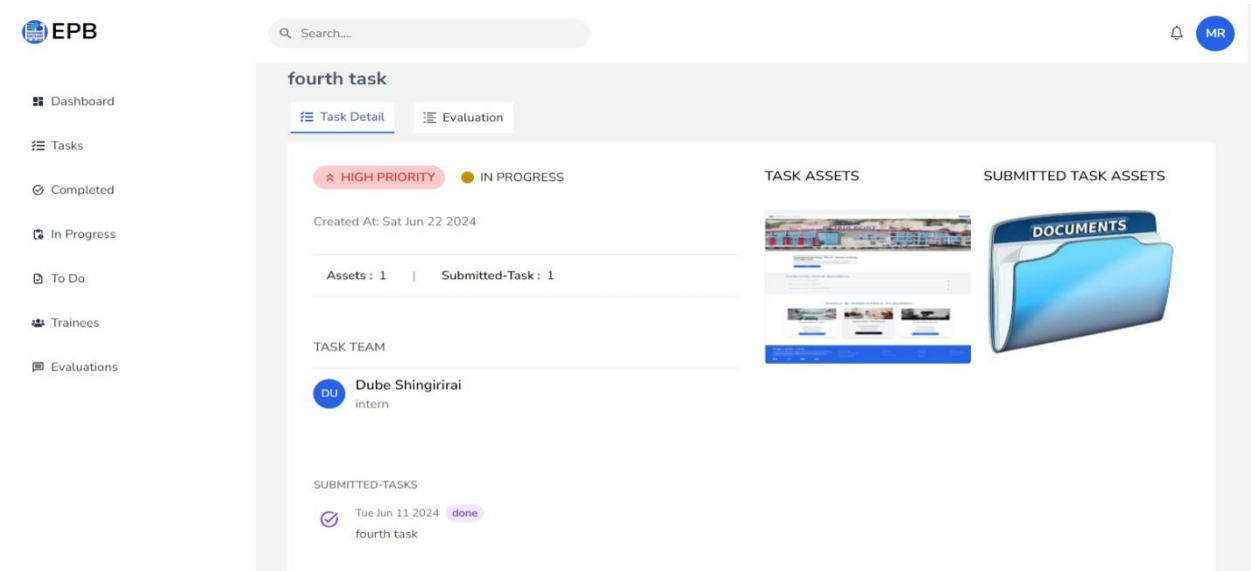 EPB
Search....
MR
Dashboard
Tasks
Completed
In Progress
To Do
Trainees
Evaluations
fourth task
Task Detail
Evaluation
HIGH PRIORITY
IN PROGRESS
Created At: Sat Jun 22 2024
Assets : 1 | Submitted-Task : 1
TASK TEAM
DU
Dube Shingirirai
intern
SUBMITTED-TASKS
Tue Jun 11 2024 done
fourth task
TASK ASSETS
SUBMITTED TASK ASSETS
DOCUMENTS